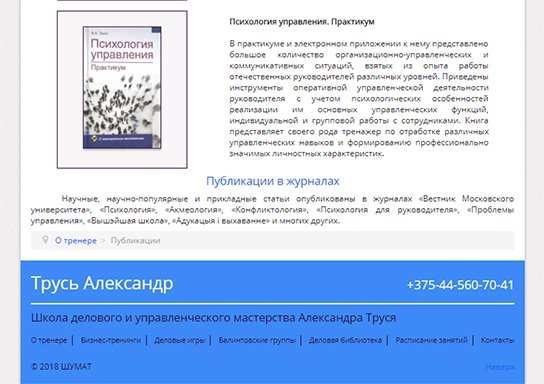 Психология управления. Практикум
А.А. Трусь
Психология
управления
Практикум
В практикуме и электронном приложении к нему представлено
большое количество организационно-управленческих и
коммуникативных ситуаций, взятых из опыта работы
отечественных руководителей различных уровней. Приведены
инструменты оперативной управленческой деятельности
руководителя с учетом психологических особенностей
реализации им основных управленческих функций,
индивидуальной и групповой работы с сотрудниками. Книга
представляет своего рода тренажер по отработке различных
управленческих навыков и формированию профессионально
значимых личностных характеристик.
Публикации в журналах
Научные, научно-популярные и прикладные статьи опубликованы в журналах «Вестник Московского
университета», «Психология», «Акмеология», «Конфликтология», «Психология для руководителя», «Проблемы
управления», «Вышэйшая школа», «Адукацыя і выхаванне» и многих других.
О тренере > Публикации
Трусь Александр +375-44-560-70-41
Школа делового и управленческого мастерства Александра Труся
О тренере | Бизнес-тренинги | Деловые игры | Балинтовские группы | Деловая библиотека | Расписание занятий | Контакты
© 2018 ШУМАТ Наверх